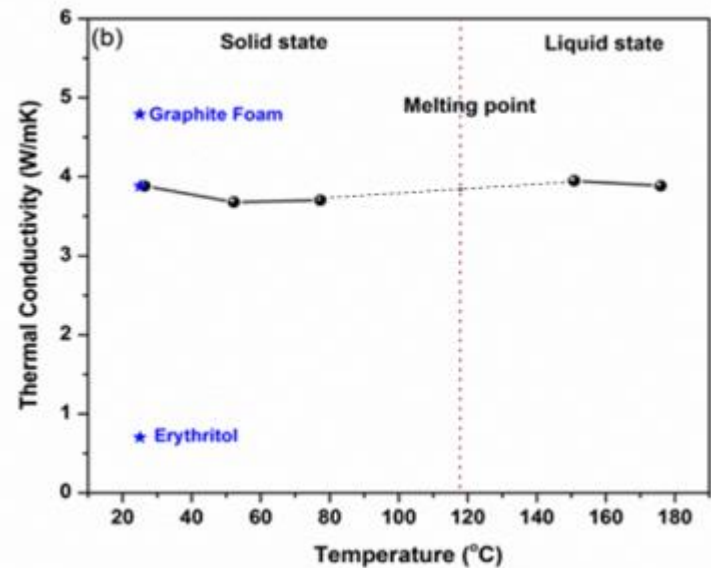 (b)
Solid state
Liquid state
Graphite Foam
Melting point
Erythritol
Thermal Conductivity (W/mK)
6
5
4
3
2
1
0
20 40 60 80 100 120 140 160 180
Temperature (°C)